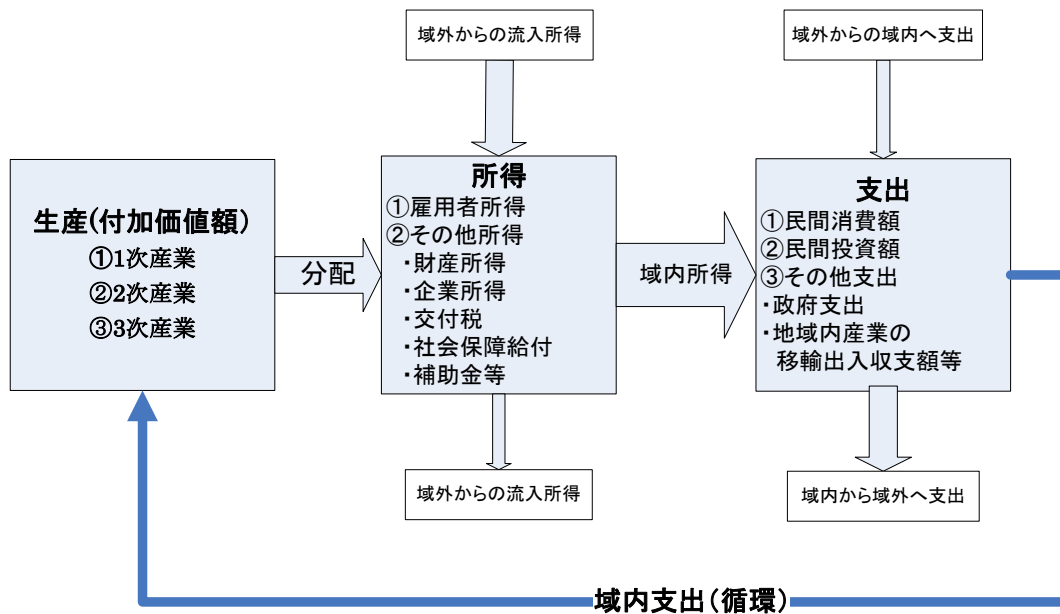 域外からの流入所得
域外からの域内へ支出
生産(付加価値額)
①1次産業
②2次産業
③3次産業
分配
所得
①雇用者所得
②その他所得
・財産所得
・企業所得
・交付税
・社会保障給付
・補助金等
域内所得
支出
①民間消費額
②民間投資額
③その他支出
・政府支出
・地域内産業の
移輸出入収支額等
域外からの流入所得
域内から域外へ支出
域内支出(循環)